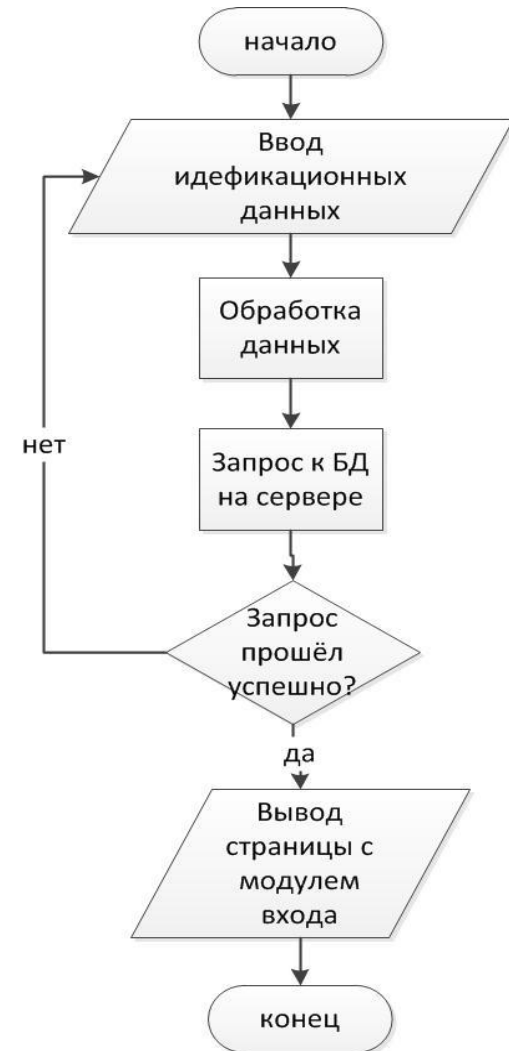 начало
Ввод
идефикационных
данных
Обработка
данных
нет
Запрос к БД
на сервере
Запрос
прошёл
успешно?
да
Вывод
страницы с
модулем
входа
конец